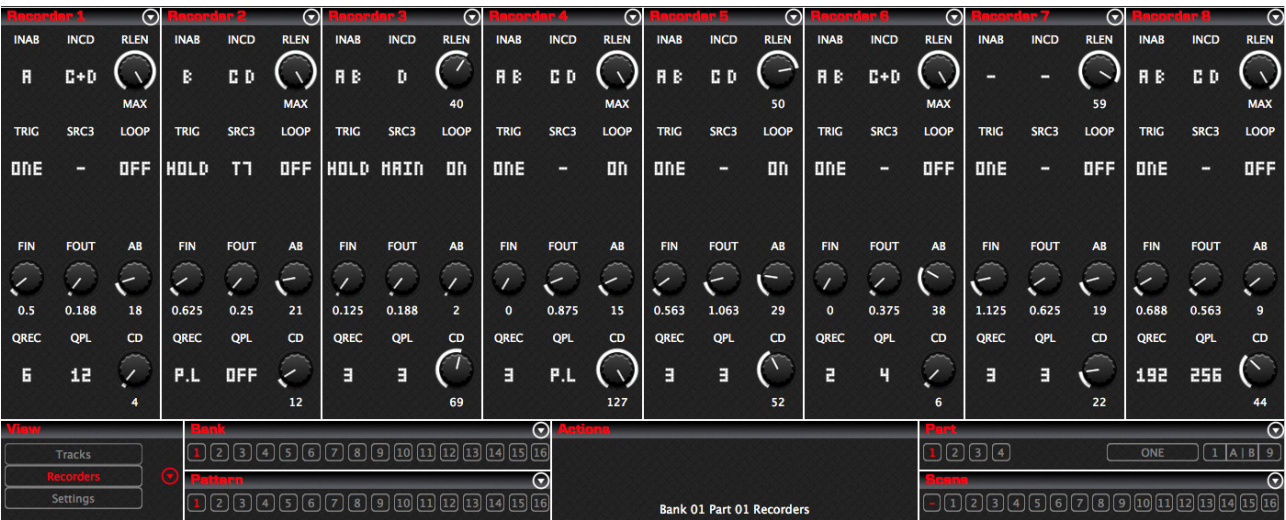 Recorder 1 Recorder 2 Recorder 3 Recorder 4 Recorder 5 Recorder 6 Recorder 7 Recorder 8
INAB INCD RLEN INAB INCD RLEN INAB INCD RLEN INAB INCD RLEN INAB INCD RLEN INAB INCD RLEN INAB INCD RLEN INAB INCD RLEN
A C+D B C D A B D A B C D A B C D A B C+D - - A B C D
MAX MAX 40 MAX 50 MAX 59 MAX
TRIG SRC3 LOOP TRIG SRC3 LOOP TRIG SRC3 LOOP TRIG SRC3 LOOP TRIG SRC3 LOOP TRIG SRC3 LOOP TRIG SRC3 LOOP TRIG SRC3 LOOP
ONE - OFF HOLD T7 OFF HOLD MAIN ON ONE - ON ONE - ON ONE - OFF ONE - OFF ONE - OFF
FIN FOUT AB FIN FOUT AB FIN FOUT AB FIN FOUT AB FIN FOUT AB FIN FOUT AB FIN FOUT AB FIN FOUT AB
0.5 0.188 18 0.625 0.25 21 0.125 0.188 2 0 0.875 15 0.563 1.063 29 0 0.375 38 1.125 0.625 19 0.688 0.563 9
QREC QPL CD QREC QPL CD QREC QPL CD QREC QPL CD QREC QPL CD QREC QPL CD QREC QPL CD QREC QPL CD
6 12 P.L OFF 3 3 3 P.L 3 3 2 4 3 3 192 256
4 12 69 127 52 6 22 44
View Bank Actions Part
Tracks 1 2 3 4 5 6 7 8 9 10 11 12 13 14 15 16 1 2 3 4 ONE 1 A B 9
Recorders Pattern Scene
Settings 1 2 3 4 5 6 7 8 9 10 11 12 13 14 15 16 - 1 2 3 4 5 6 7 8 9 10 11 12 13 14 15 16
Bank 01 Part 01 Recorders